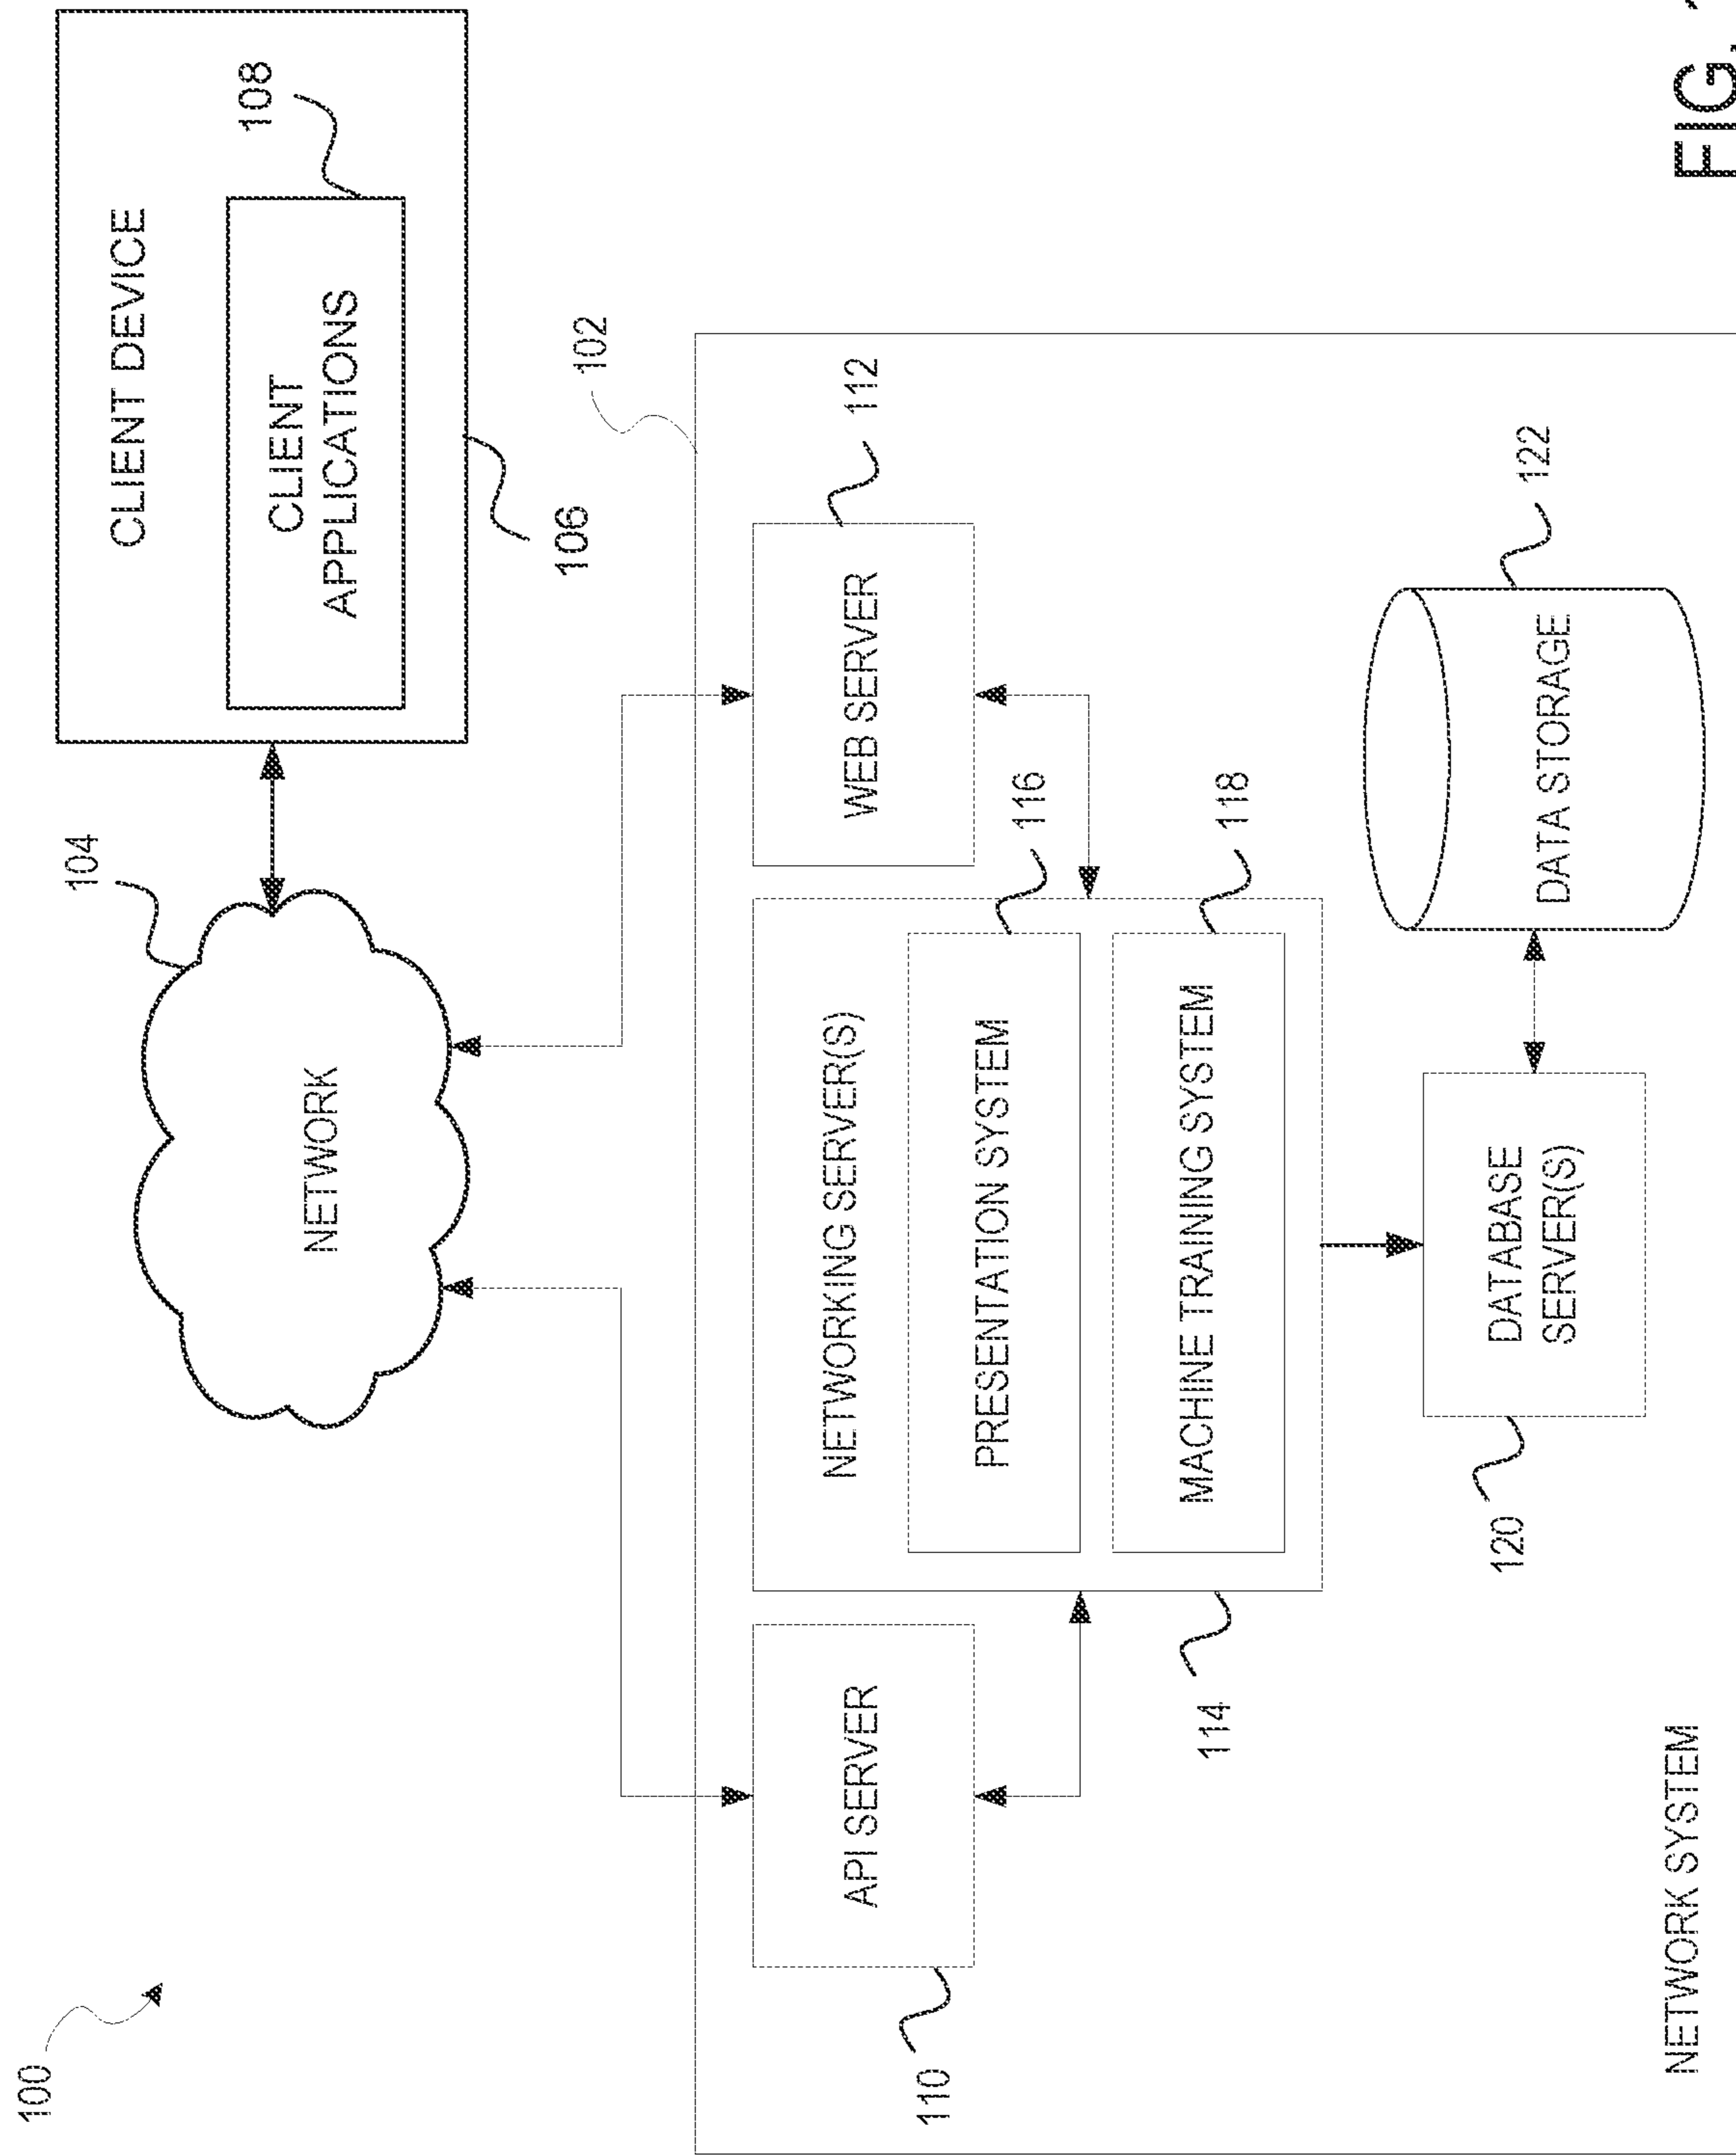 100
104
NETWORK
CLIENT DEVICE
CLIENT
APPLICATIONS
108
106
102
API SERVER
110
NETWORKING SERVER(S)
PRESENTATION SYSTEM
116
MACHINE TRAINING SYSTEM
118
114
WEB SERVER
112
DATABASE
SERVER(S)
120
DATA STORAGE
122
NETWORK SYSTEM
FIG. 1